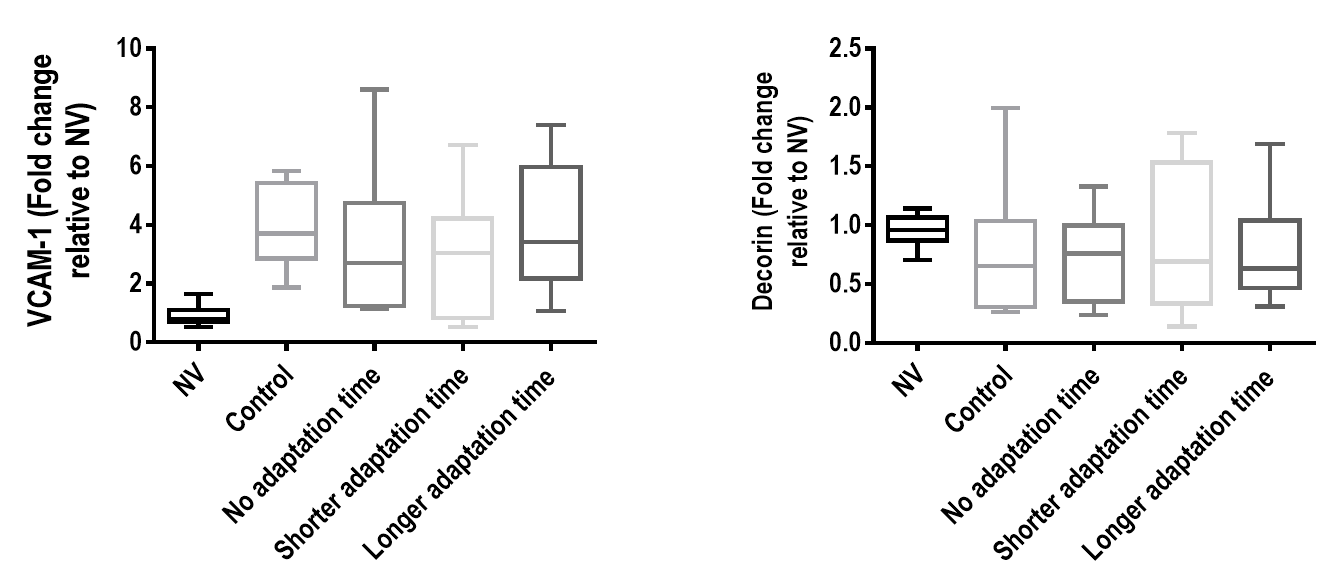 VCAM-1 (Fold change
relative to NV)
10
8
6
4
2
0
NV
Control
No adaptation time
Shorter adaptation time
Longer adaptation time
Decorin (Fold change
relative to NV)
2.5
2.0
1.5
1.0
0.5
0.0
NV
Control
No adaptation time
Shorter adaptation time
Longer adaptation time